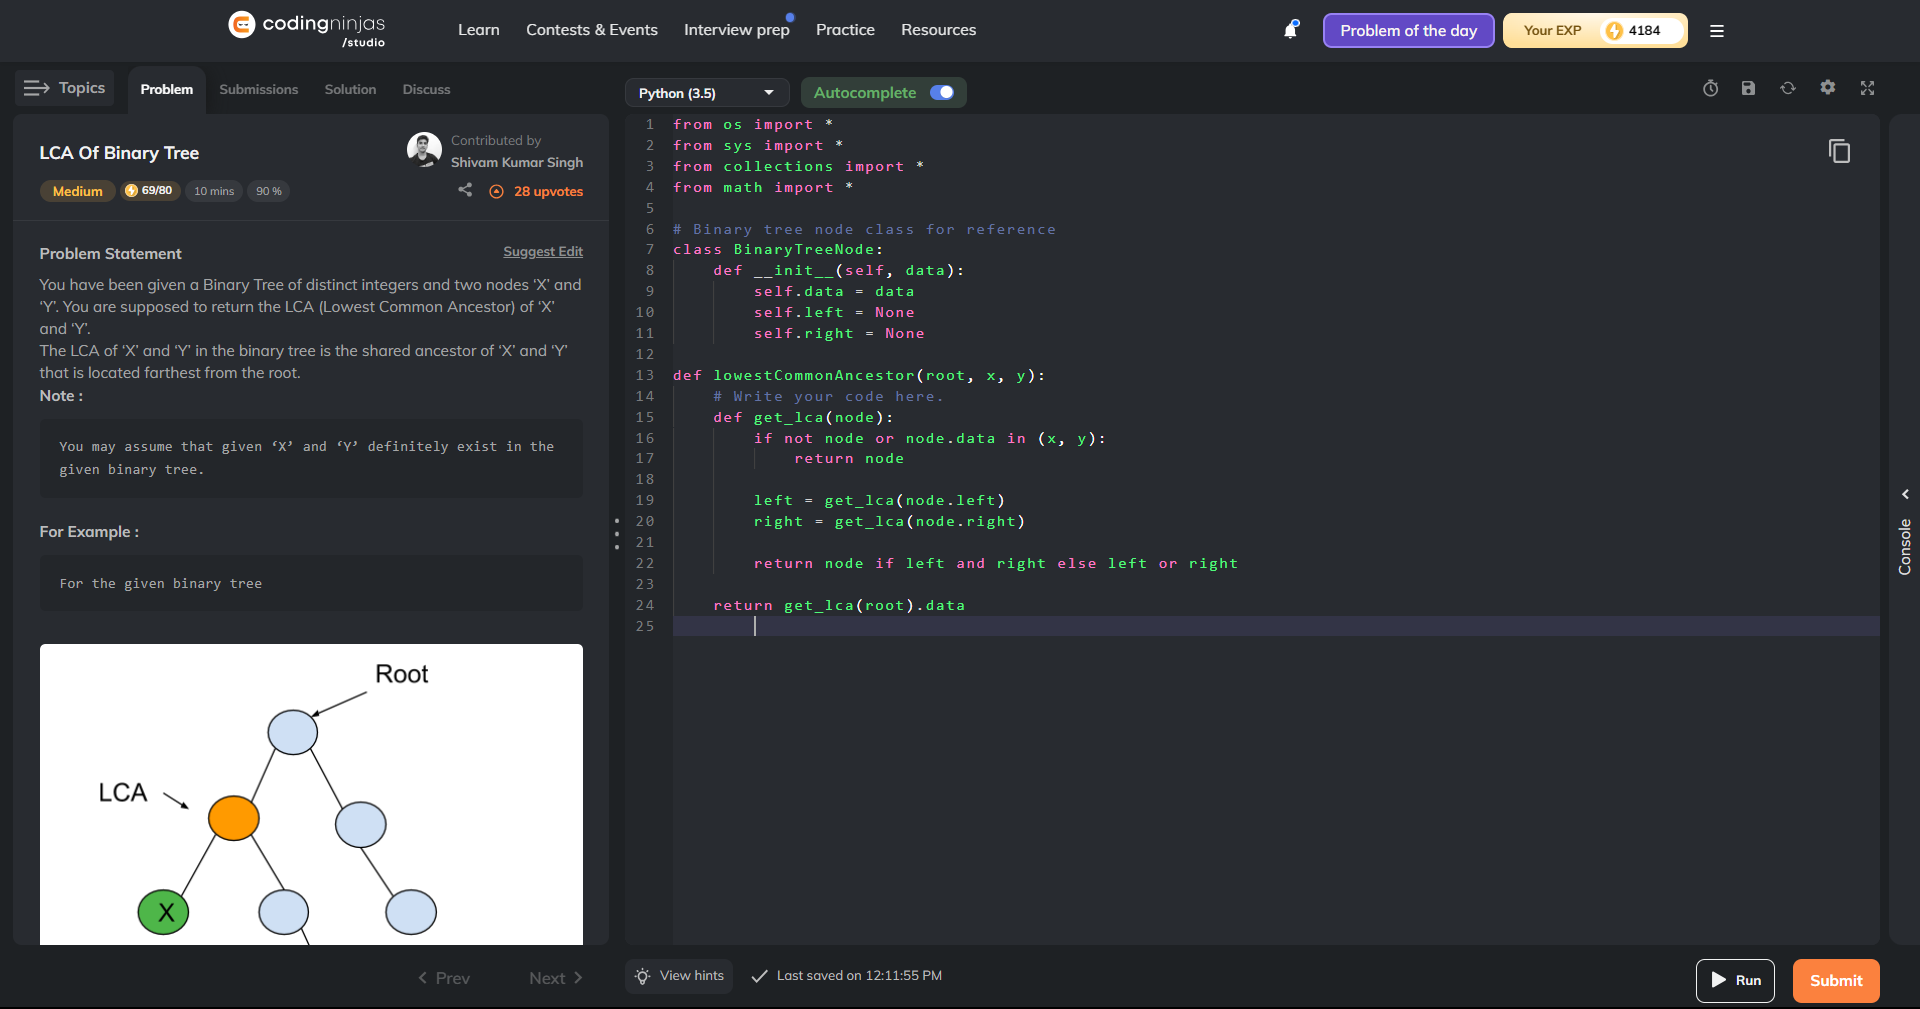 codingninjas
/studio
Learn
Contests & Events
Interview prep
Practice
Resources
Problem of the day
Your EXP
4184
Topics
Problem
Submissions
Solution
Discuss
LCA Of Binary Tree
Contributed by
Shivam Kumar Singh
Medium
69/80
10 mins
90 %
28 upvotes
Problem Statement
Suggest Edit
You have been given a Binary Tree of distinct integers and two nodes ‘X’ and
‘Y’. You are supposed to return the LCA (Lowest Common Ancestor) of ‘X’
and ‘Y’.
The LCA of ‘X’ and ‘Y’ in the binary tree is the shared ancestor of ‘X’ and ‘Y’
that is located farthest from the root.
Note :
You may assume that given ‘X’ and ‘Y’ definitely exist in the
given binary tree.
For Example :
For the given binary tree
Root
LCA
X
Prev
Next
Python (3.5)
Autocomplete
1 from os import *
2 from sys import *
3 from collections import *
4 from math import *
5
6 # Binary tree node class for reference
7 class BinaryTreeNode:
8     def __init__(self, data):
9         self.data = data
10         self.left = None
11         self.right = None
12
13 def lowestCommonAncestor(root, x, y):
14     # Write your code here.
15     def get_lca(node):
16         if not node or node.data in (x, y):
17             return node
18
19         left = get_lca(node.left)
20         right = get_lca(node.right)
21
22         return node if left and right else left or right
23
24     return get_lca(root).data
25
Console
View hints
Last saved on 12:11:55 PM
Run
Submit